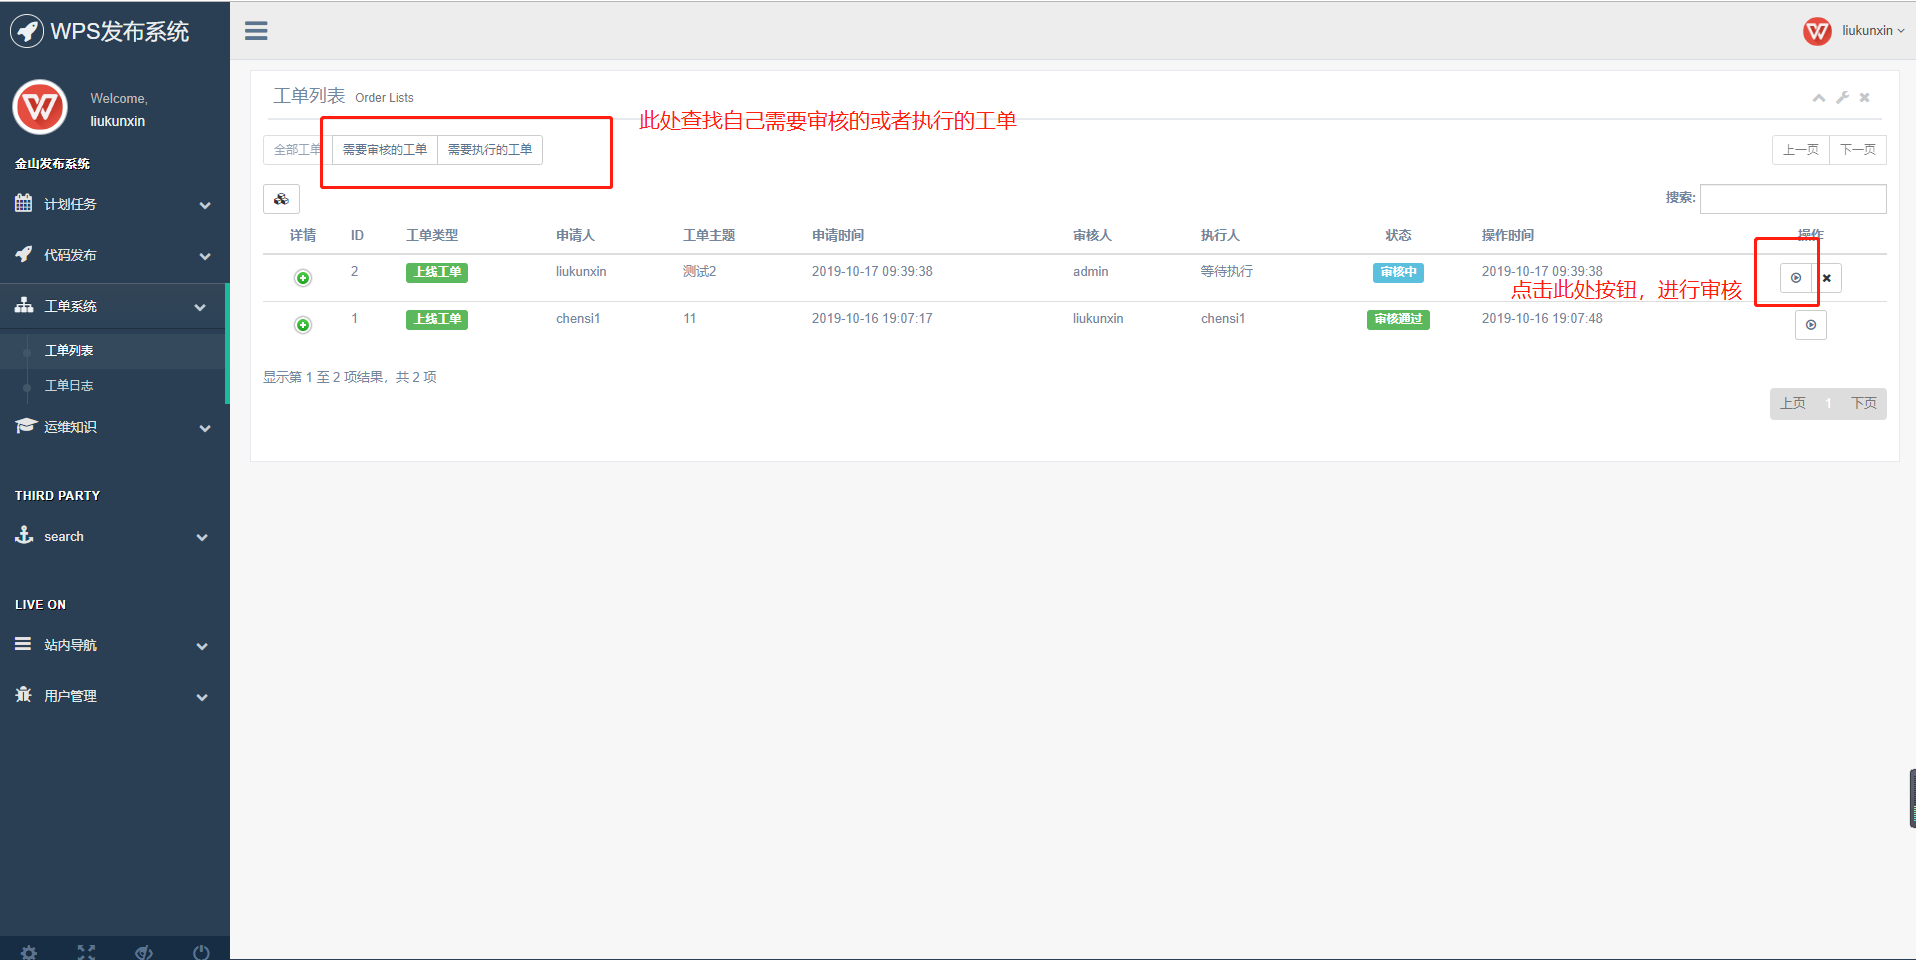 WPS发布系统
liukunxin
Welcome,
liukunxin
金山发布系统
计划任务
代码发布
工单系统
工单列表
工单日志
运维知识
THIRD PARTY
search
LIVE ON
站内导航
用户管理
工单列表 Order Lists
此处查找自己需要审核的或者执行的工单
全部工单 需要审核的工单 需要执行的工单
上一页 下一页
搜索:
详情 ID 工单类型 申请人 工单主题 申请时间 审核人 执行人 状态 操作时间 操作
2 上线工单 liukunxin 测试2 2019-10-17 09:39:38 admin 等待执行 审核中 2019-10-17 09:39:38
点击此处按钮，进行审核
1 上线工单 chensi1 11 2019-10-16 19:07:17 liukunxin chensi1 审核通过 2019-10-16 19:07:48
显示第 1 至 2 项结果，共 2 项
上页 1 下页